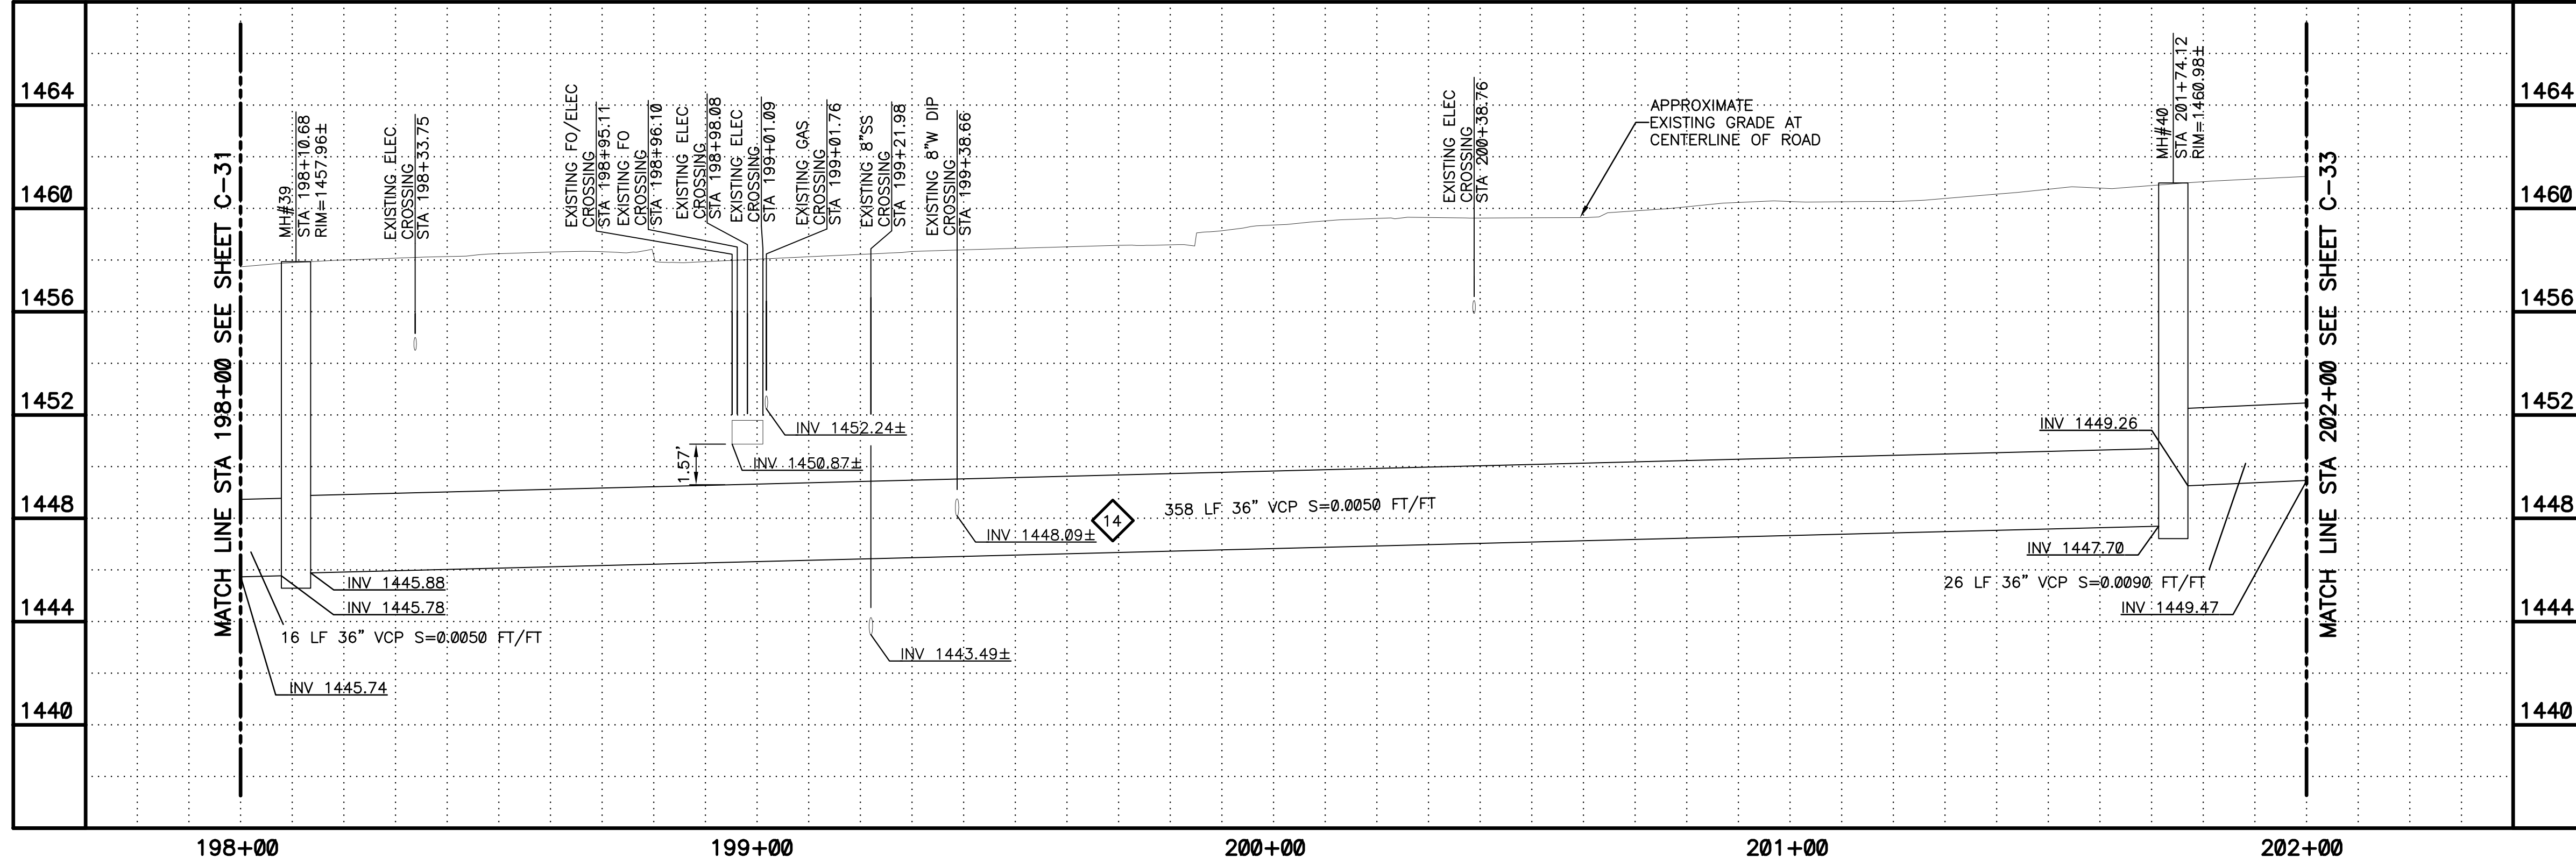 1464
1460
1456
1452
1448
1444
1440
MATCH LINE STA 198+00 SEE SHEET C-31
MH#39
STA 198+10.68
RIM=1457.96±
EXISTING ELEC
CROSSING
STA 198+33.75
EXISTING FO/ELEC
CROSSING
STA 198+95.11
EXISTING FO
CROSSING
STA 198+96.10
EXISTING ELEC
CROSSING
STA 198+98.08
EXISTING ELEC
CROSSING
STA 199+01.09
EXISTING GAS
CROSSING
STA 199+01.76
EXISTING 8"SS
CROSSING
STA 199+21.98
EXISTING 8"W DIP
CROSSING
STA 199+38.66
EXISTING ELEC
CROSSING
STA 200+38.76
APPROXIMATE
EXISTING GRADE AT
CENTERLINE OF ROAD
MH#40
STA 201+74.12
RIM=1460.98±
INV 1452.24±
INV 1450.87±
1.57'
INV 1448.09±
14
358 LF 36" VCP S=0.0050 FT/FT
INV 1443.49±
INV 1445.88
INV 1445.78
16 LF 36" VCP S=0.0050 FT/FT
INV 1445.74
INV 1449.26
INV 1447.70
26 LF 36" VCP S=0.0090 FT/FT
INV 1449.47
MATCH LINE STA 202+00 SEE SHEET C-33
1464
1460
1456
1452
1448
1444
1440
198+00
199+00
200+00
201+00
202+00